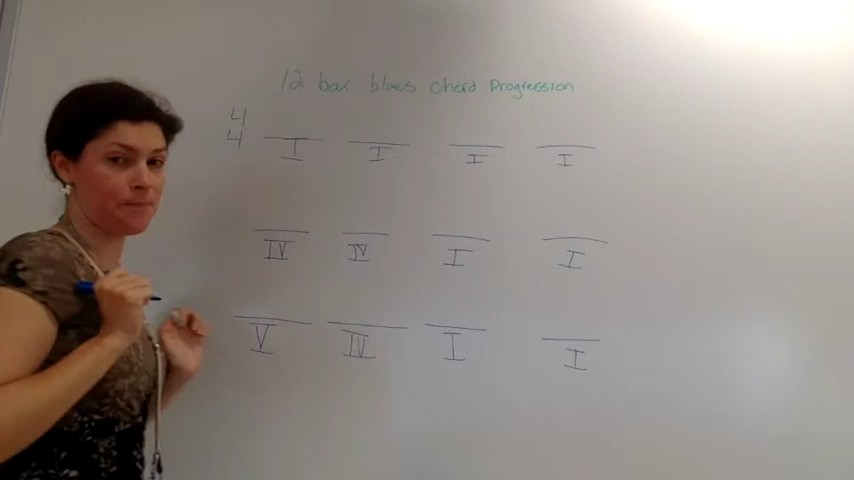 12 bar blues chord progression
4
4
I I I I
IV IV I I
V IV I I